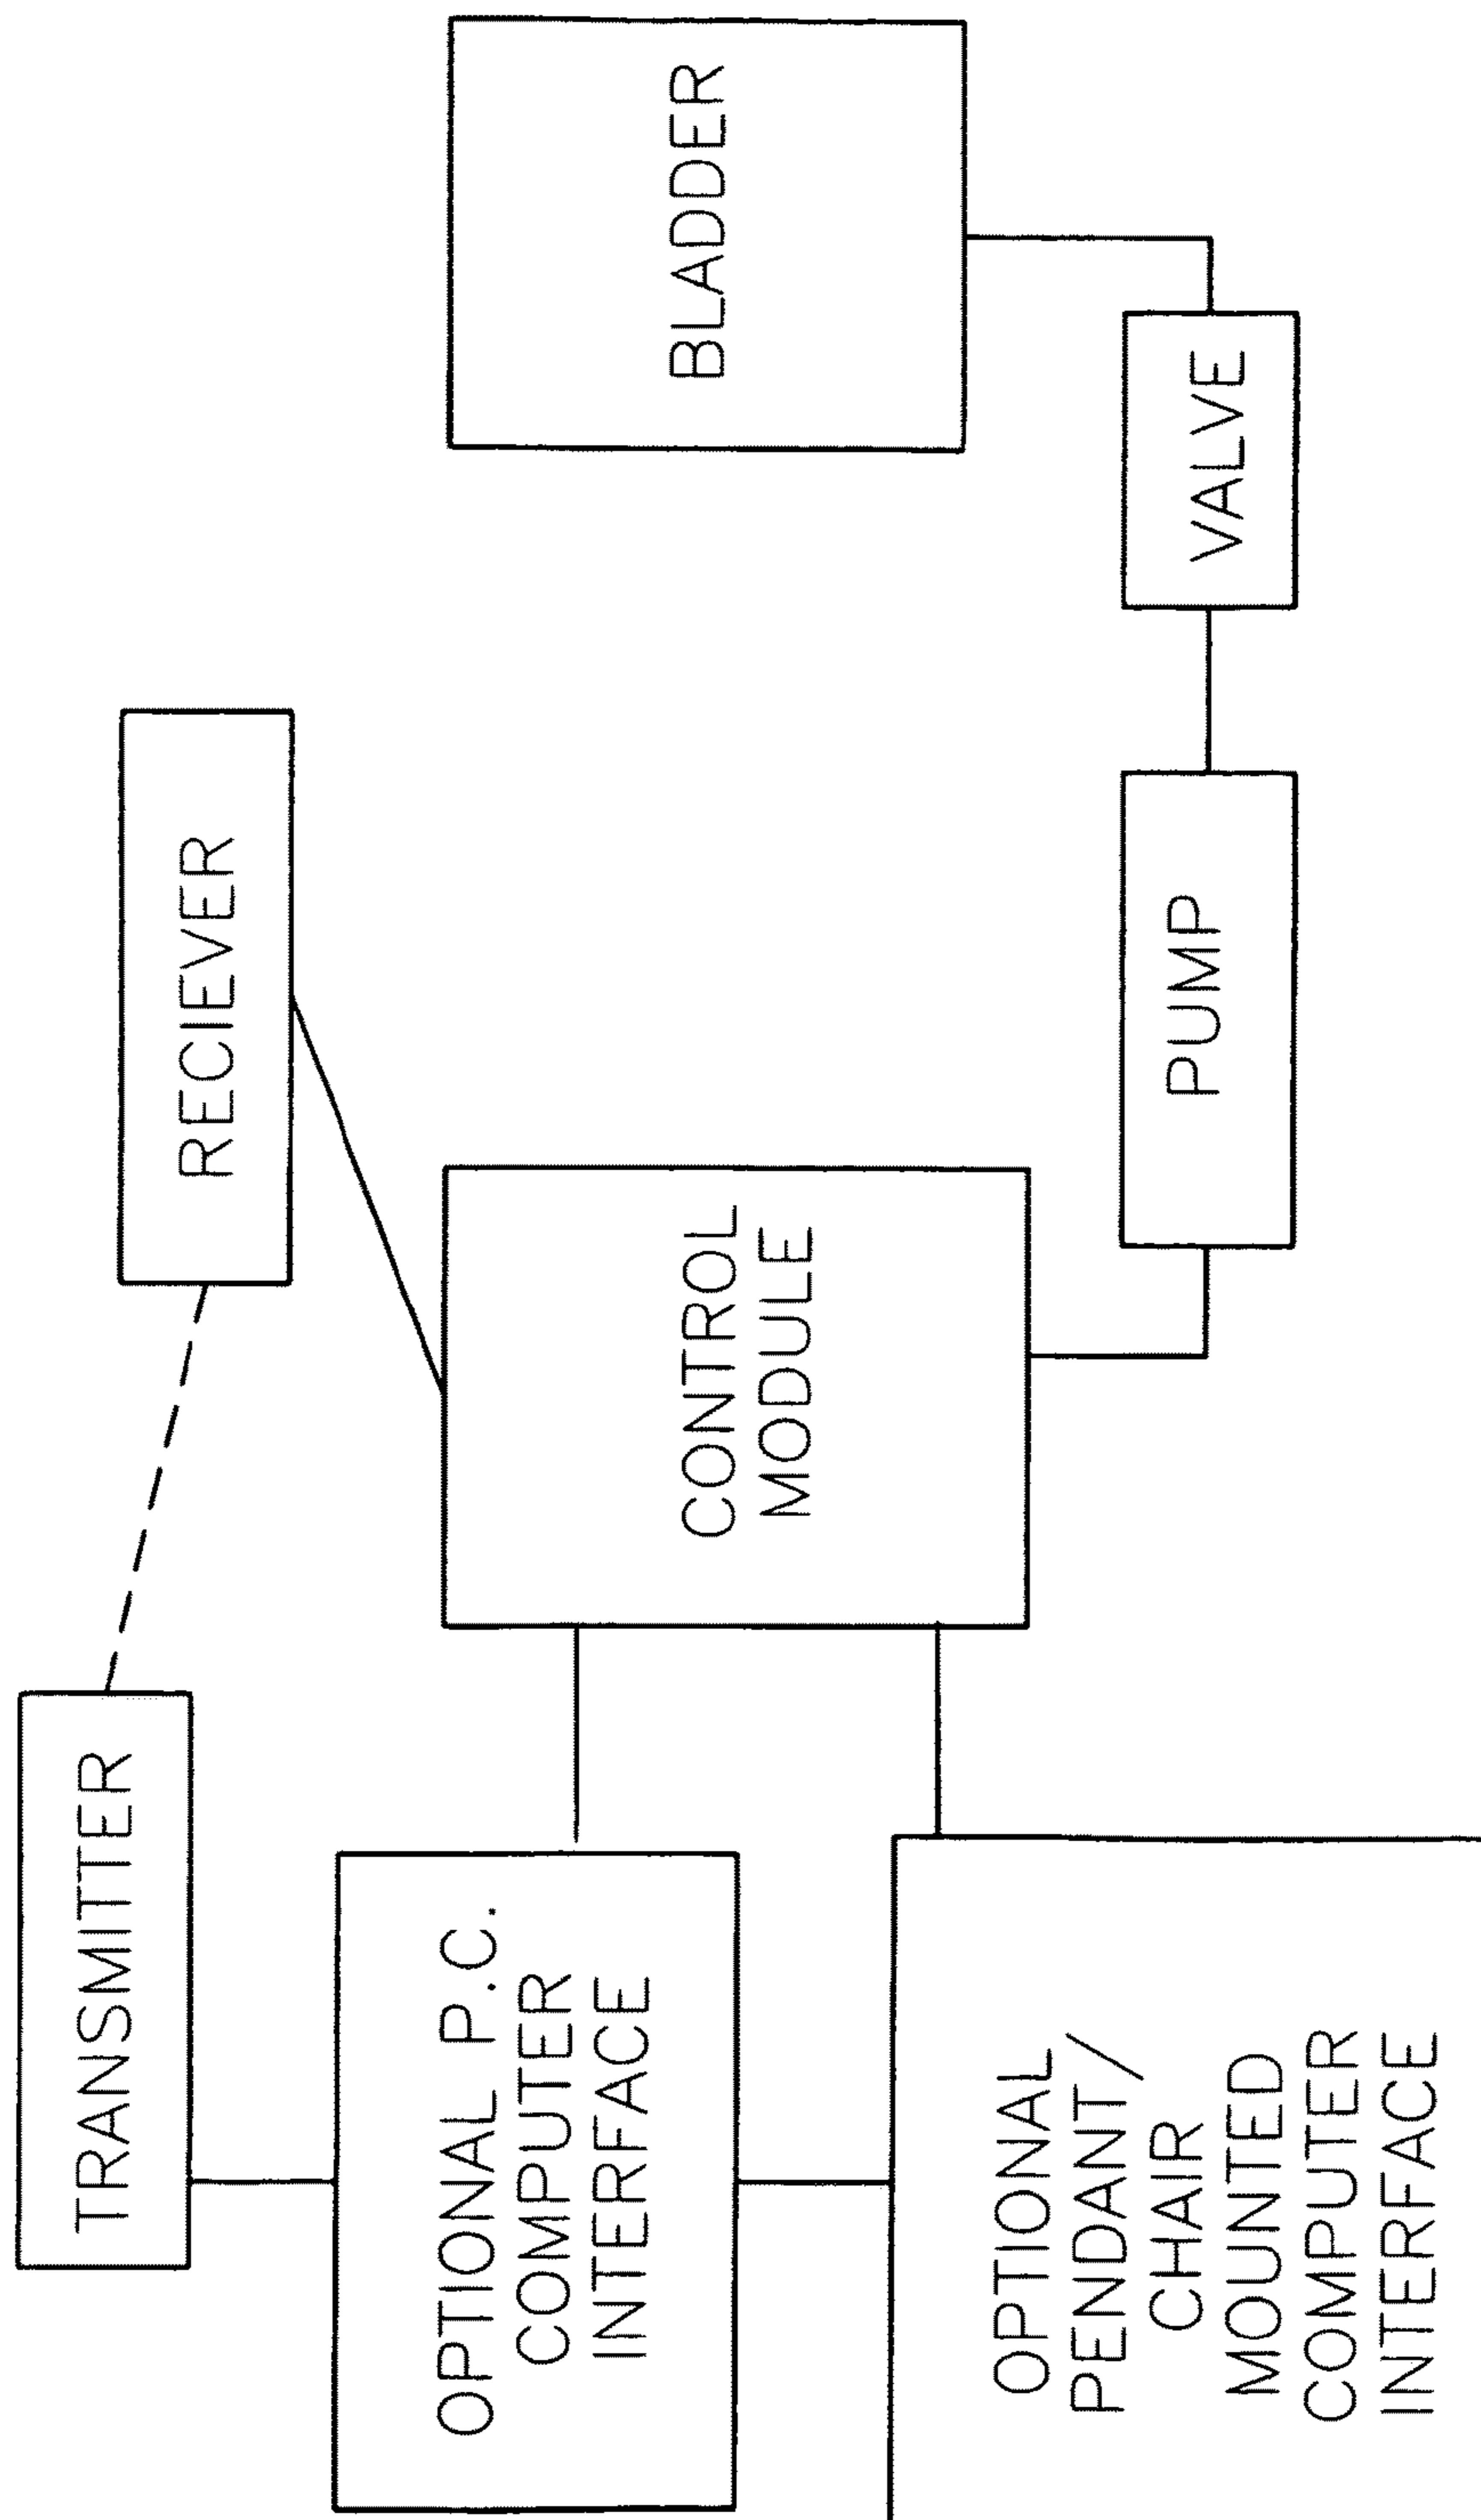 TRANSMITTER
RECIEVER
OPTIONAL P.C.
COMPUTER
INTERFACE
CONTROL
MODULE
BLADDER
OPTIONAL
PENDANT/
CHAIR
MOUNTED
COMPUTER
INTERFACE
PUMP
VALVE